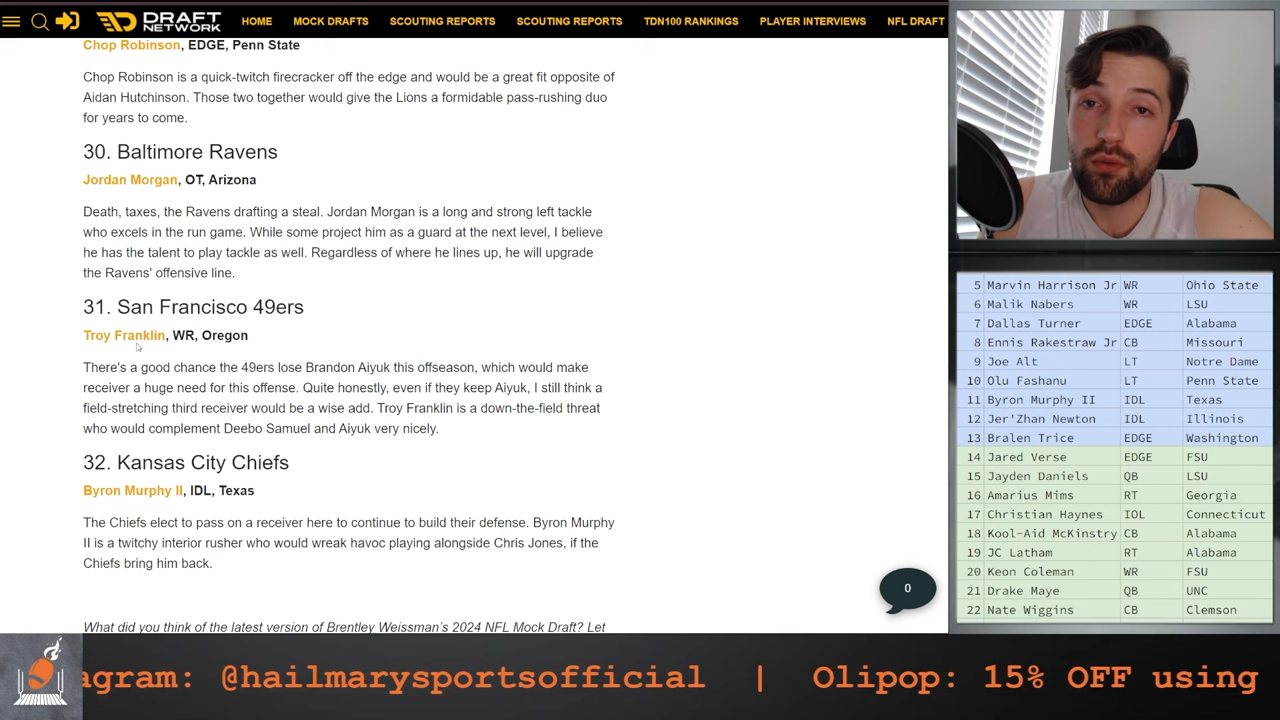 DRAFT
NETWORK
HOME
MOCK DRAFTS
SCOUTING REPORTS
SCOUTING REPORTS
TDN100 RANKINGS
PLAYER INTERVIEWS
NFL DRAFT
Chop Robinson, EDGE, Penn State
Chop Robinson is a quick-twitch firecracker off the edge and would be a great fit opposite of
Aidan Hutchinson. Those two together would give the Lions a formidable pass-rushing duo
for years to come.
30. Baltimore Ravens
Jordan Morgan, OT, Arizona
Death, taxes, the Ravens drafting a steal. Jordan Morgan is a long and strong left tackle
who excels in the run game. While some project him as a guard at the next level, I believe
he has the talent to play tackle as well. Regardless of where he lines up, he will upgrade
the Ravens' offensive line.
31. San Francisco 49ers
Troy Franklin, WR, Oregon
There's a good chance the 49ers lose Brandon Aiyuk this offseason, which would make
receiver a huge need for this offense. Quite honestly, even if they keep Aiyuk, I still think a
field-stretching third receiver would be a wise add. Troy Franklin is a down-the-field threat
who would complement Deebo Samuel and Aiyuk very nicely.
32. Kansas City Chiefs
Byron Murphy II, IDL, Texas
The Chiefs elect to pass on a receiver here to continue to build their defense. Byron Murphy
II is a twitchy interior rusher who would wreak havoc playing alongside Chris Jones, if the
Chiefs bring him back.
0
What did you think of the latest version of Brentley Weissman's 2024 NFL Mock Draft? Let
5 Marvin Harrison Jr WR Ohio State
6 Malik Nabers WR LSU
7 Dallas Turner EDGE Alabama
8 Ennis Rakestraw Jr CB Missouri
9 Joe Alt LT Notre Dame
10 Olu Fashanu LT Penn State
11 Byron Murphy II IDL Texas
12 Jer'Zhan Newton IDL Illinois
13 Bralen Trice EDGE Washington
14 Jared Verse EDGE FSU
15 Jayden Daniels QB LSU
16 Amarius Mims RT Georgia
17 Christian Haynes IOL Connecticut
18 Kool-Aid McKinstry CB Alabama
19 JC Latham RT Alabama
20 Keon Coleman WR FSU
21 Drake Maye QB UNC
22 Nate Wiggins CB Clemson
agram: @hailmarysportsofficial | Olipop: 15% OFF using